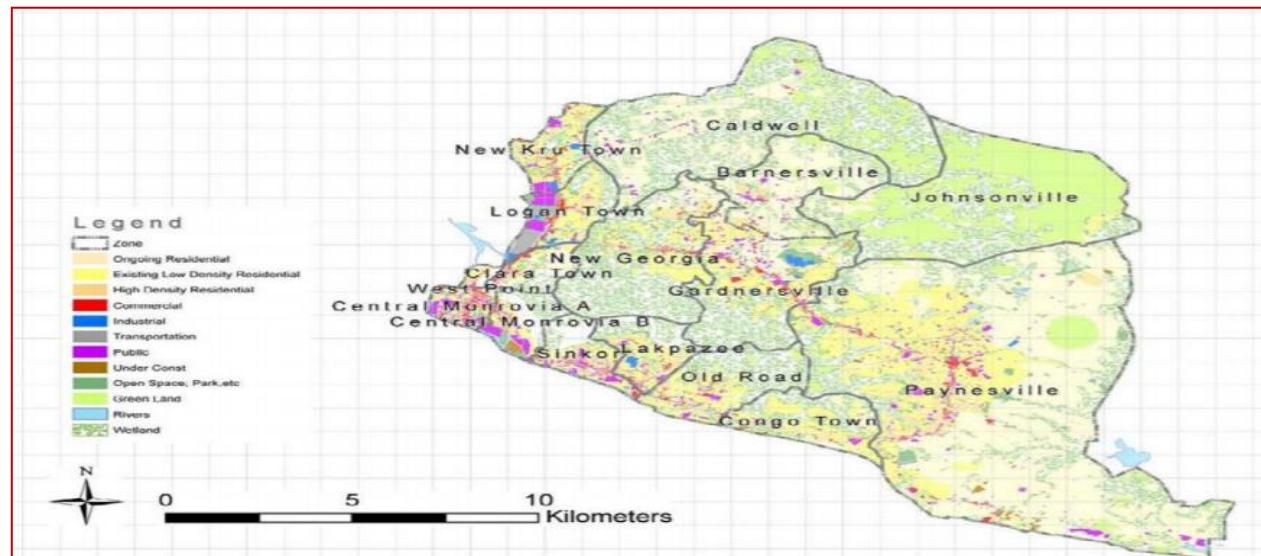 Caldwell
New Kru Town
Barnersville
Johnsonville
Logan Town
New Georgia
Clara Town
West Point
Gardnersville
Central Monrovia A
Central Monrovia B
Sinkor
Lakpazee
Old Road
Paynesville
Congo Town
Legend
Zone
Ongoing Residential
Existing Low Density Residential
High Density Residential
Commercial
Industrial
Transportation
Public
Under Const
Open Space, Park,etc
Green Land
Rivers
Wetland
N
0 5 10
Kilometers